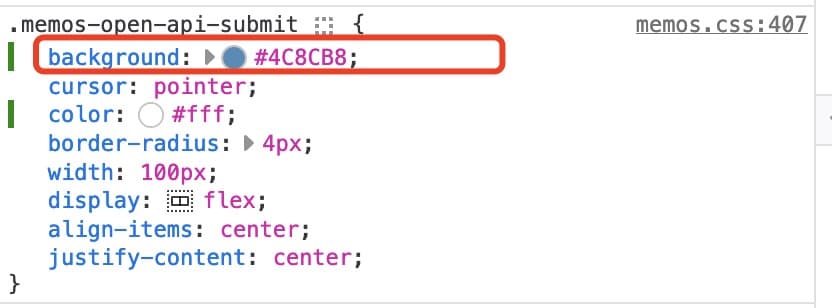 .memos-open-api-submit {
memos.css:407
background: #4C8CB8;
cursor: pointer;
color: #fff;
border-radius: 4px;
width: 100px;
display: flex;
align-items: center;
justify-content: center;
}